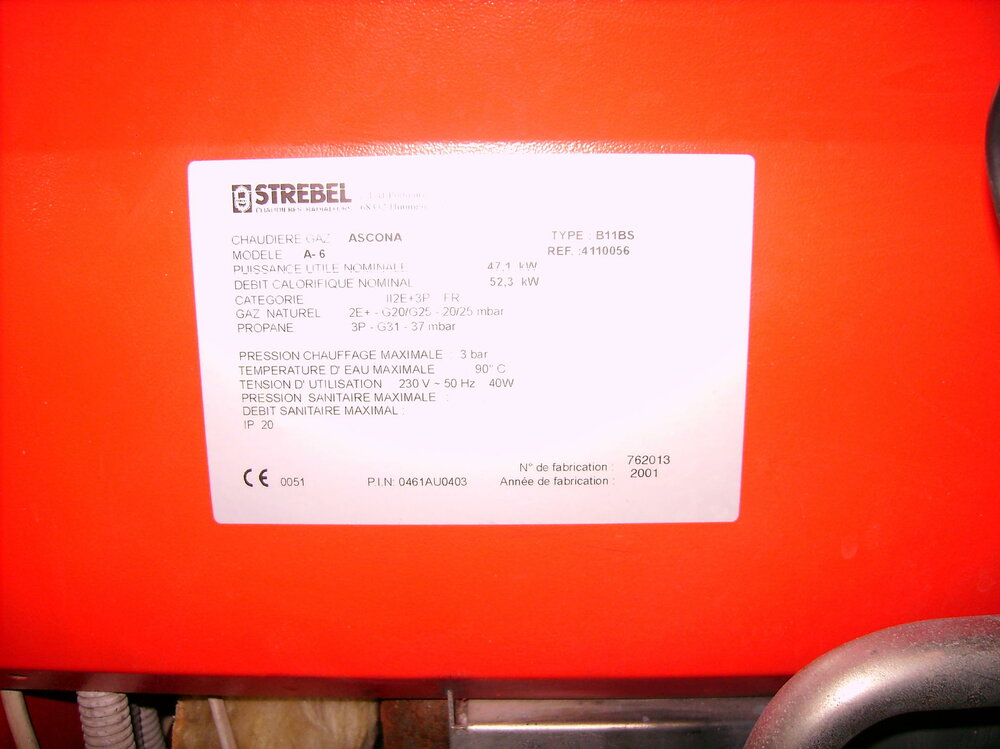 STREBEL
CHAUDIERES RADIATEURS
CHAUDIERE GAZ ASCONA TYPE : B11BS
MODELE A- 6 REF. :4110056
PUISSANCE UTILE NOMINALE 47,1 kW
DEBIT CALORIFIQUE NOMINAL 52,3 kW
CATEGORIE II2E+3P FR
GAZ NATUREL 2E+ - G20/G25 - 20/25 mbar
PROPANE 3P - G31 - 37 mbar
PRESSION CHAUFFAGE MAXIMALE : 3 bar
TEMPERATURE D' EAU MAXIMALE 90° C
TENSION D' UTILISATION 230 V ~ 50 Hz 40W
PRESSION SANITAIRE MAXIMALE :
DEBIT SANITAIRE MAXIMAL :
IP 20
N° de fabrication : 762013
CE 0051 P.I.N: 0461AU0403 Année de fabrication : 2001